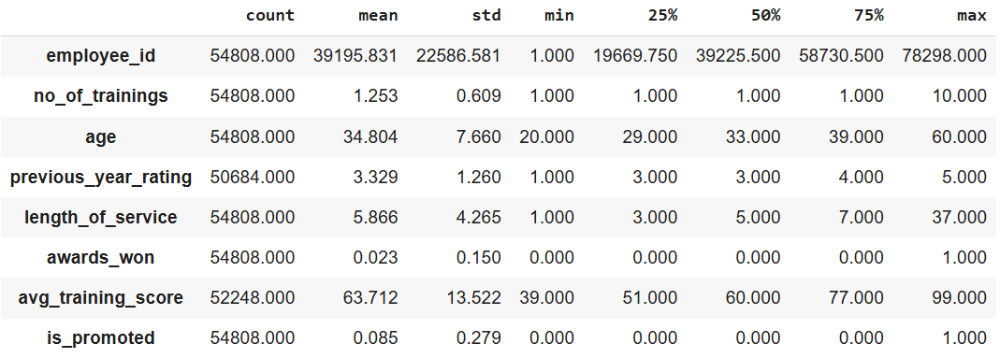 count mean std min 25% 50% 75% max
employee_id 54808.000 39195.831 22586.581 1.000 19669.750 39225.500 58730.500 78298.000
no_of_trainings 54808.000 1.253 0.609 1.000 1.000 1.000 1.000 10.000
age 54808.000 34.804 7.660 20.000 29.000 33.000 39.000 60.000
previous_year_rating 50684.000 3.329 1.260 1.000 3.000 3.000 4.000 5.000
length_of_service 54808.000 5.866 4.265 1.000 3.000 5.000 7.000 37.000
awards_won 54808.000 0.023 0.150 0.000 0.000 0.000 0.000 1.000
avg_training_score 52248.000 63.712 13.522 39.000 51.000 60.000 77.000 99.000
is_promoted 54808.000 0.085 0.279 0.000 0.000 0.000 0.000 1.000